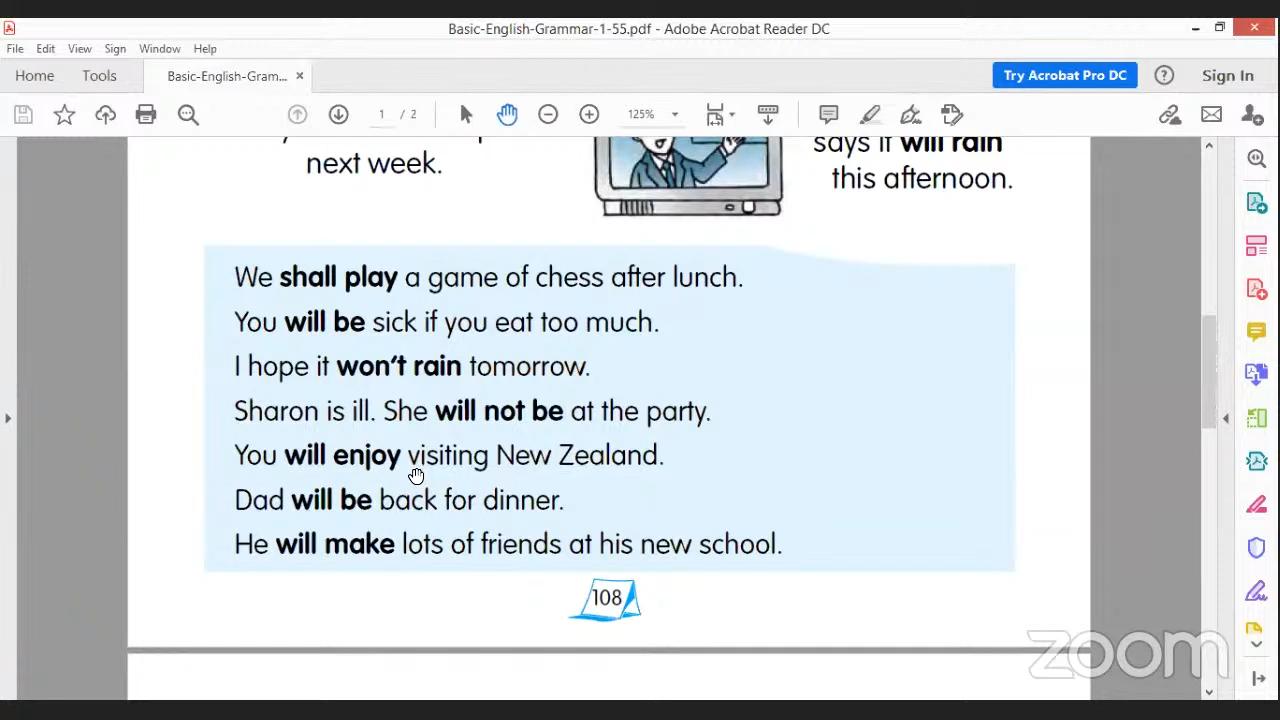 Basic-English-Grammar-1-55.pdf - Adobe Acrobat Reader DC
File Edit View Sign Window Help
Home Tools Basic-English-Gram... × Try Acrobat Pro DC Sign In
1 / 2 125%
says it will rain
next week.
this afternoon.
We shall play a game of chess after lunch.
You will be sick if you eat too much.
I hope it won't rain tomorrow.
Sharon is ill. She will not be at the party.
You will enjoy visiting New Zealand.
Dad will be back for dinner.
He will make lots of friends at his new school.
108
zoom